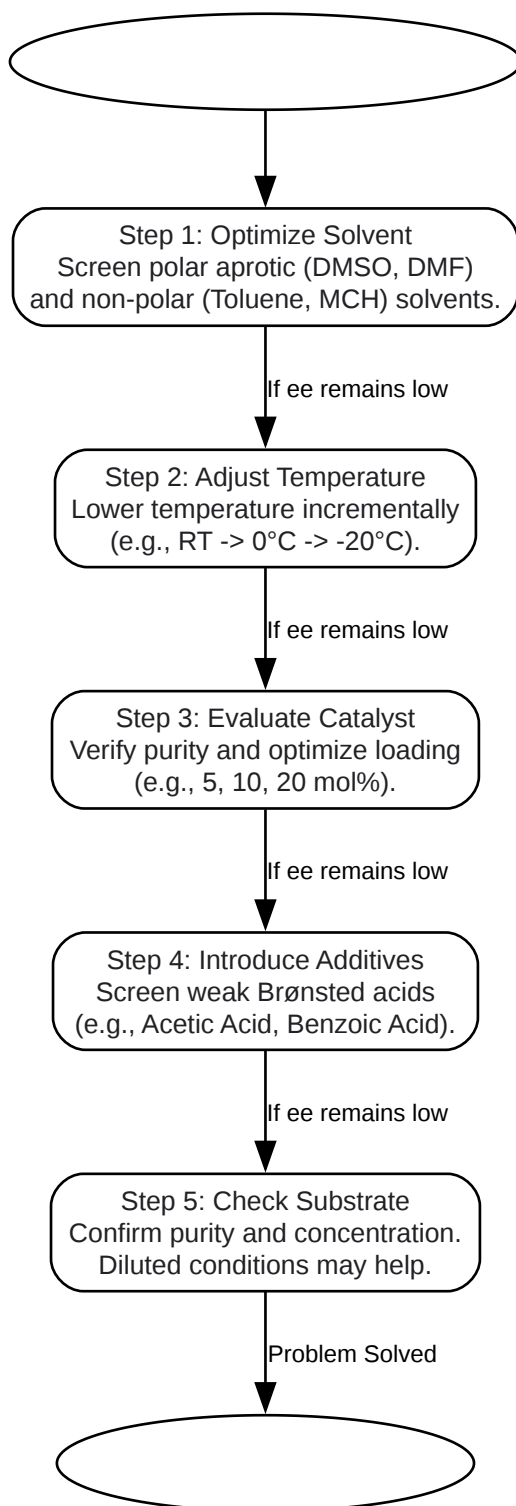 Step 1: Optimize Solvent
Screen polar aprotic (DMSO, DMF)
and non-polar (Toluene, MCH) solvents.
If ee remains low
Step 2: Adjust Temperature
Lower temperature incrementally
(e.g., RT -> 0°C -> -20°C).
If ee remains low
Step 3: Evaluate Catalyst
Verify purity and optimize loading
(e.g., 5, 10, 20 mol%).
If ee remains low
Step 4: Introduce Additives
Screen weak Brønsted acids
(e.g., Acetic Acid, Benzoic Acid).
If ee remains low
Step 5: Check Substrate
Confirm purity and concentration.
Diluted conditions may help.
Problem Solved